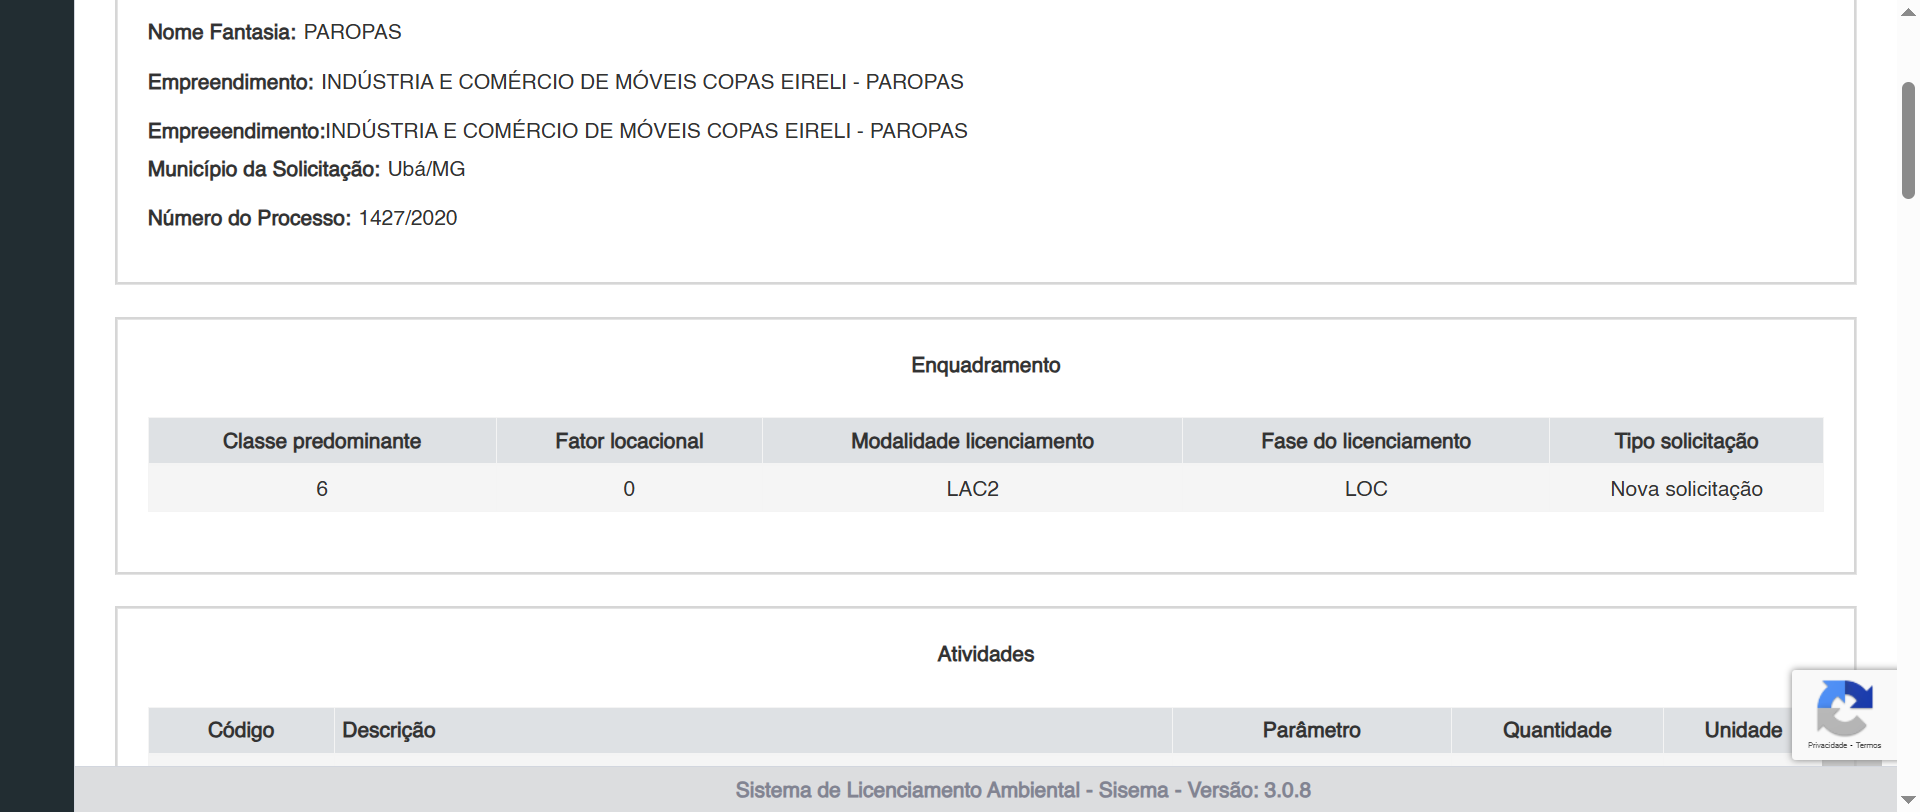 Nome Fantasia: PAROPAS
Empreendimento: INDÚSTRIA E COMÉRCIO DE MÓVEIS COPAS EIRELI - PAROPAS
Empreeendimento:INDÚSTRIA E COMÉRCIO DE MÓVEIS COPAS EIRELI - PAROPAS
Município da Solicitação: Ubá/MG
Número do Processo: 1427/2020
Enquadramento
Classe predominante Fator locacional Modalidade licenciamento Fase do licenciamento Tipo solicitação
6 0 LAC2 LOC Nova solicitação
Atividades
Código Descrição Parâmetro Quantidade Unidade
Privacidade - Termos
Sistema de Licenciamento Ambiental - Sisema - Versão: 3.0.8